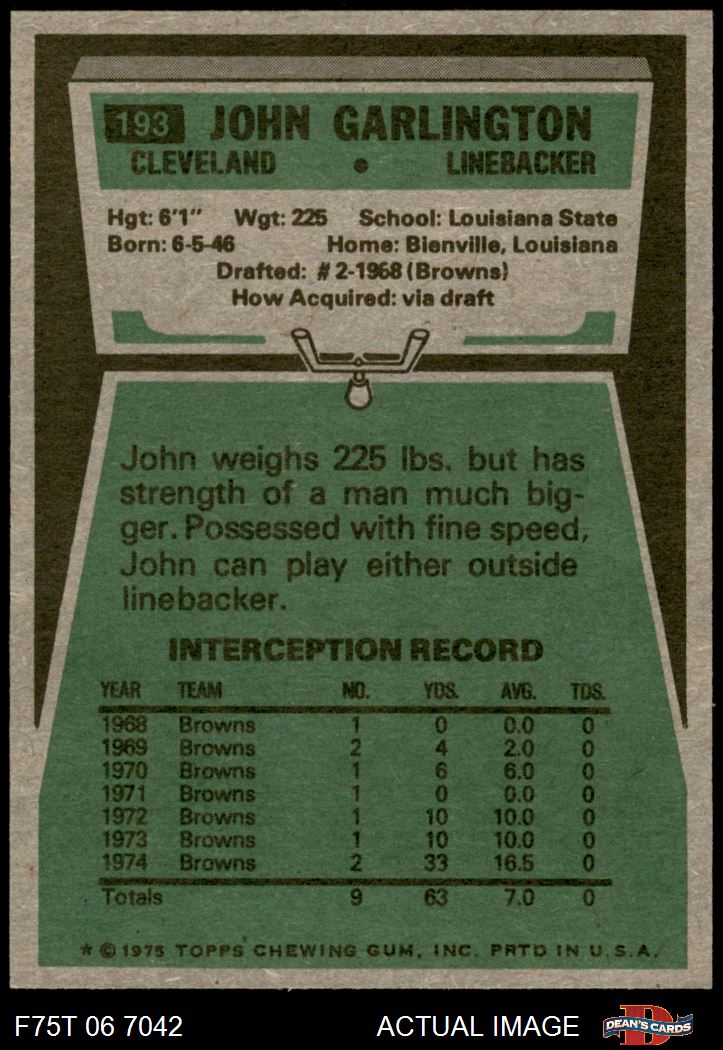 193 JOHN GARLINGTON
CLEVELAND • LINEBACKER
Hgt: 6'1" Wgt: 225 School: Louisiana State
Born: 6-5-46 Home: Bienville, Louisiana
Drafted: #2-1968 (Browns)
How Acquired: via draft
John weighs 225 lbs. but has
strength of a man much big-
ger. Possessed with fine speed,
John can play either outside
linebacker.
INTERCEPTION RECORD
YEAR TEAM NO. YDS. AVG. TDS.
1968 Browns 1 0 0.0 0
1969 Browns 2 4 2.0 0
1970 Browns 1 6 6.0 0
1971 Browns 1 0 0.0 0
1972 Browns 1 10 10.0 0
1973 Browns 1 10 10.0 0
1974 Browns 2 33 16.5 0
Totals 9 63 7.0 0
* © 1975 TOPPS CHEWING GUM, INC. PRTD IN U.S.A.
F75T 06 7042 ACTUAL IMAGE D DEAN'S CARDS